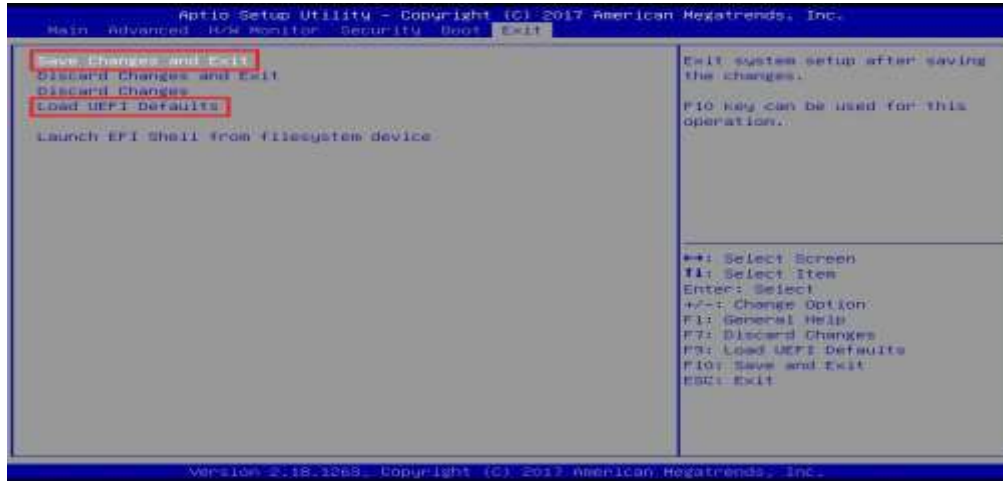 Aptio Setup Utility - Copyright (C) 2017 American Megatrends, Inc.
Main Advanced H/W Monitor Security Boot Exit
Save Changes and Exit
Discard Changes and Exit
Discard Changes
Load UEFI Defaults
Launch EFI Shell from filesystem device
Exit system setup after saving
the changes.
F10 key can be used for this
operation.
↔: Select Screen
↑↓: Select Item
Enter: Select
+/-: Change Option
F1: General Help
F7: Discard Changes
F9: Load UEFI Defaults
F10: Save and Exit
ESC: Exit
Version 2.18.1263. Copyright (C) 2017 American Megatrends, Inc.